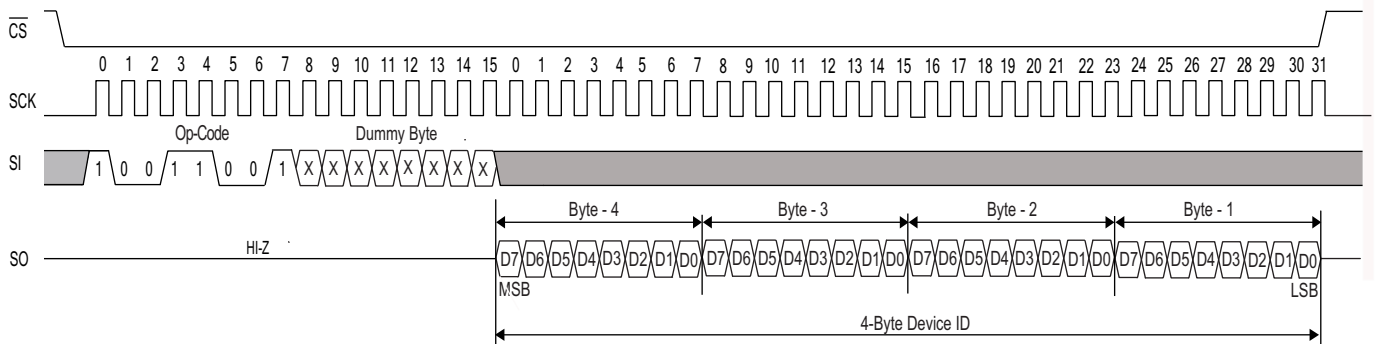 CS
0 1 2 3 4 5 6 7 8 9 10 11 12 13 14 15 0 1 2 3 4 5 6 7 8 9 10 11 12 13 14 15 16 17 18 19 20 21 22 23 24 25 26 27 28 29 30 31
SCK
Op-Code Dummy Byte
SI 1 0 0 1 1 0 0 1 X X X X X X X X
Byte - 4 Byte - 3 Byte - 2 Byte - 1
HI-Z
SO D7 D6 D5 D4 D3 D2 D1 D0 D7 D6 D5 D4 D3 D2 D1 D0 D7 D6 D5 D4 D3 D2 D1 D0 D7 D6 D5 D4 D3 D2 D1 D0
MSB LSB
4-Byte Device ID